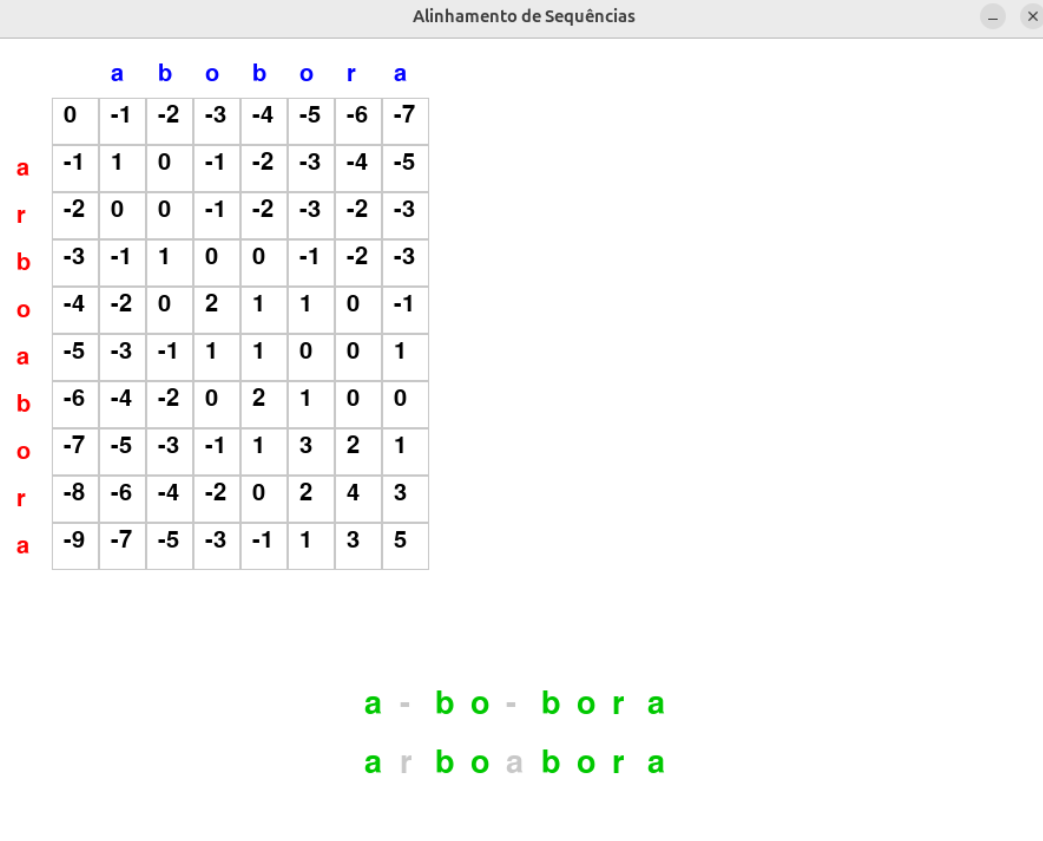 Alinhamento de Sequências
a b o b o r a
0 -1 -2 -3 -4 -5 -6 -7
a -1 1 0 -1 -2 -3 -4 -5
r -2 0 0 -1 -2 -3 -2 -3
b -3 -1 1 0 0 -1 -2 -3
o -4 -2 0 2 1 1 0 -1
a -5 -3 -1 1 1 0 0 1
b -6 -4 -2 0 2 1 0 0
o -7 -5 -3 -1 1 3 2 1
r -8 -6 -4 -2 0 2 4 3
a -9 -7 -5 -3 -1 1 3 5
a - b o - b o r a
a r b o a b o r a